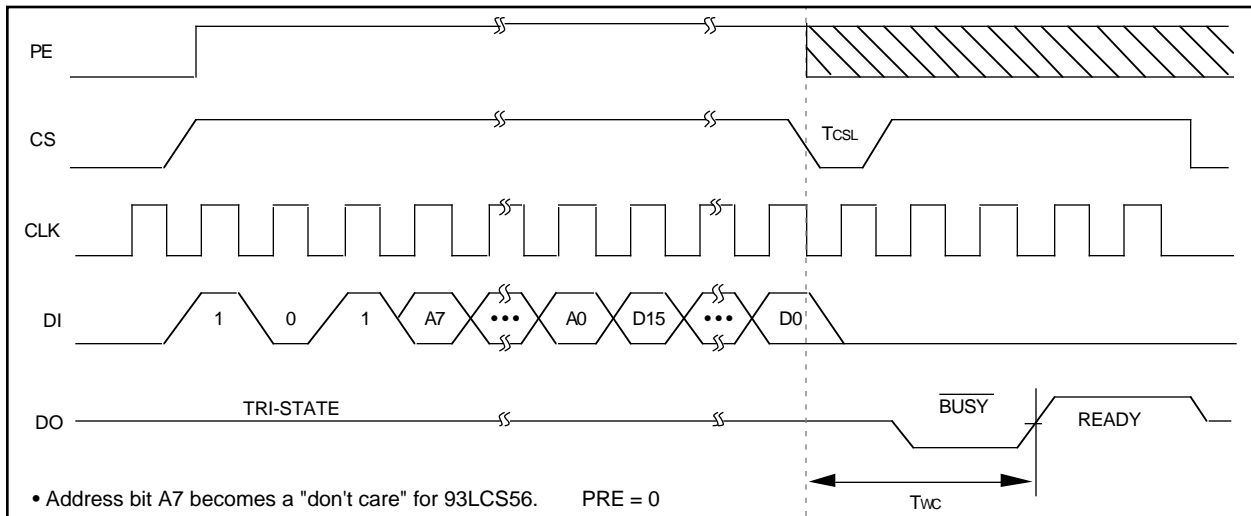 PE
CS
TCSL
CLK
DI
1 0 1 A7 ••• A0 D15 ••• D0
DO
TRI-STATE
BUSY
READY
TWC
• Address bit A7 becomes a "don't care" for 93LCS56. PRE = 0